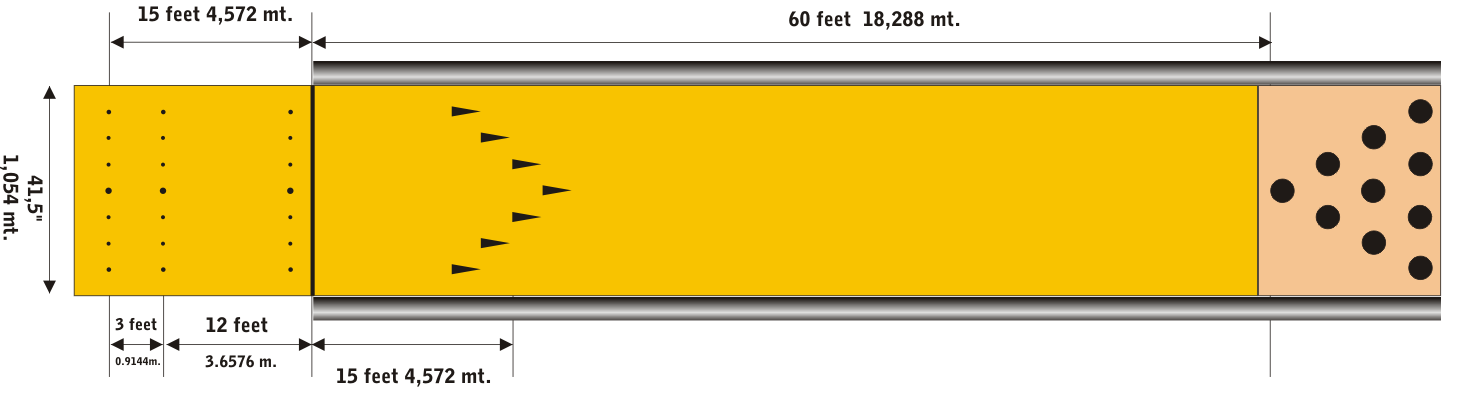 15 feet 4,572 mt.
60 feet 18,288 mt.
41,5"
1,054 mt.
3 feet
0.9144m.
12 feet
3.6576 m.
15 feet 4,572 mt.